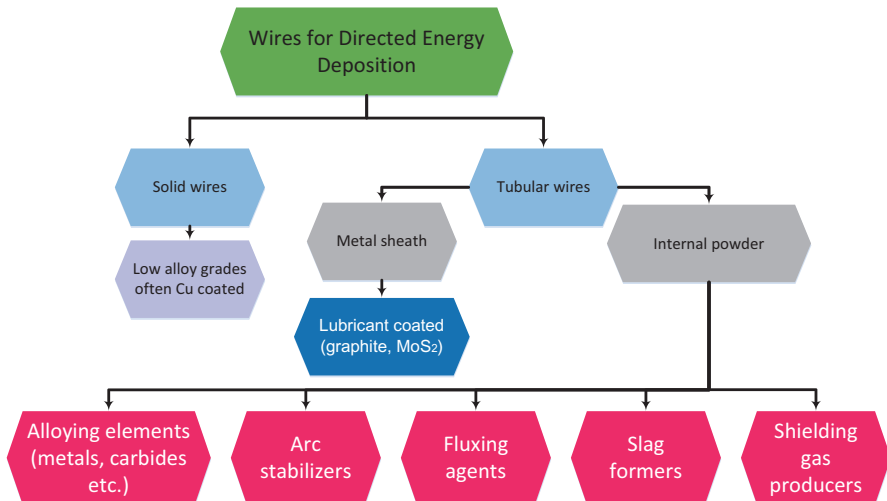 Wires for Directed Energy
Deposition
Solid wires
Tubular wires
Low alloy grades
often Cu coated
Metal sheath
Internal powder
Lubricant coated
(graphite, MoS₂)
Alloying elements
(metals, carbides
etc.)
Arc
stabilizers
Fluxing
agents
Slag
formers
Shielding
gas
producers